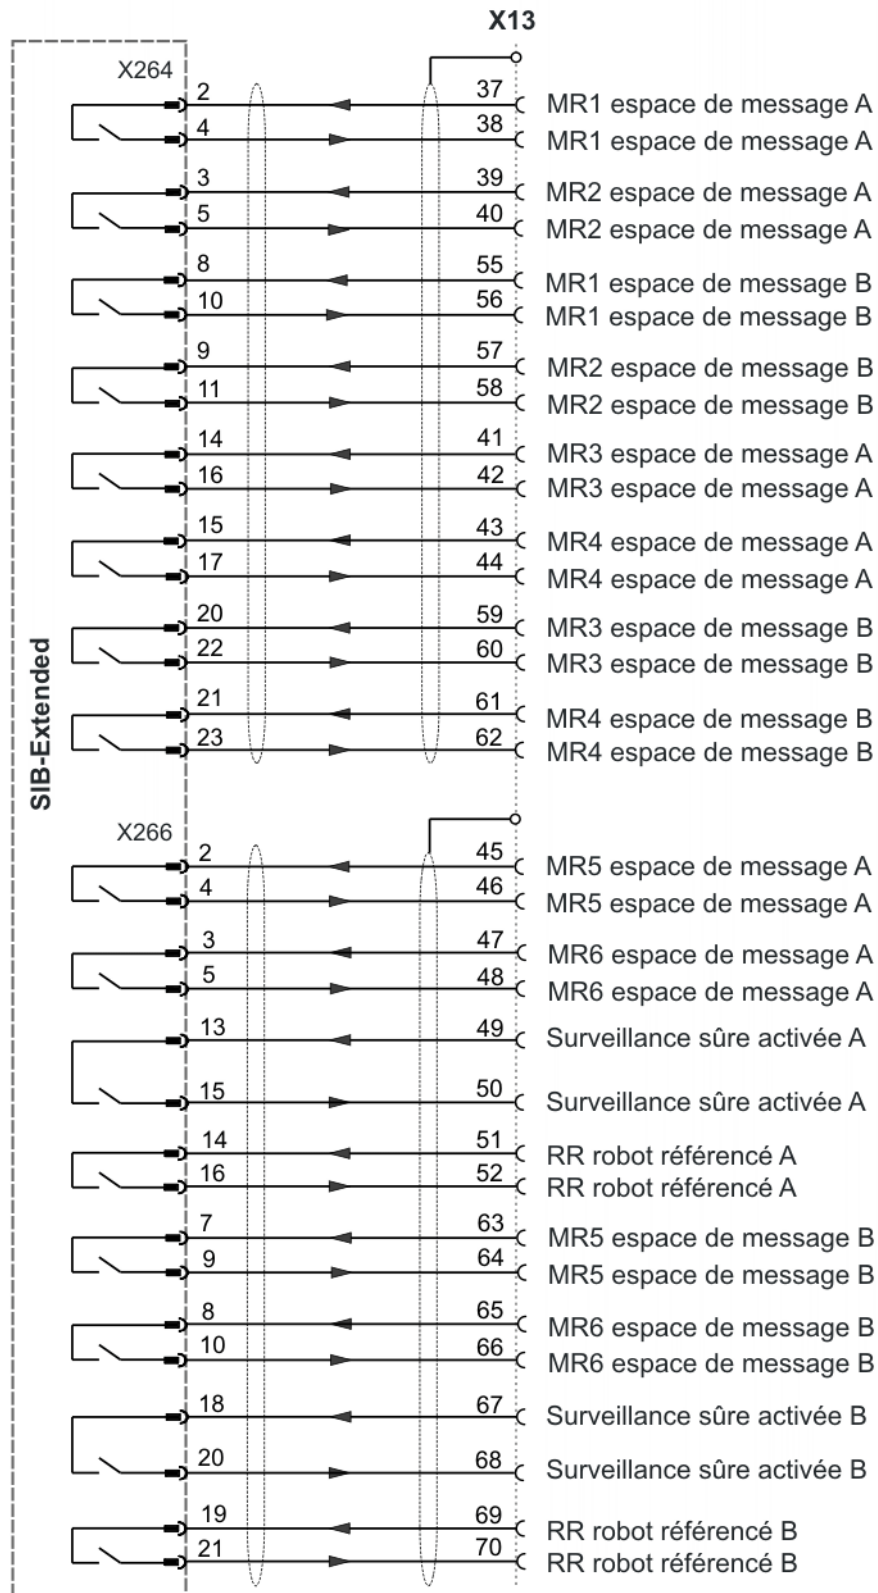 X13
X264
2 37 MR1 espace de message A
4 38 MR1 espace de message A
3 39 MR2 espace de message A
5 40 MR2 espace de message A
8 55 MR1 espace de message B
10 56 MR1 espace de message B
9 57 MR2 espace de message B
11 58 MR2 espace de message B
14 41 MR3 espace de message A
16 42 MR3 espace de message A
15 43 MR4 espace de message A
17 44 MR4 espace de message A
20 59 MR3 espace de message B
22 60 MR3 espace de message B
21 61 MR4 espace de message B
23 62 MR4 espace de message B
SIB-Extended
X266
2 45 MR5 espace de message A
4 46 MR5 espace de message A
3 47 MR6 espace de message A
5 48 MR6 espace de message A
13 49 Surveillance sûre activée A
15 50 Surveillance sûre activée A
14 51 RR robot référencé A
16 52 RR robot référencé A
7 63 MR5 espace de message B
9 64 MR5 espace de message B
8 65 MR6 espace de message B
10 66 MR6 espace de message B
18 67 Surveillance sûre activée B
20 68 Surveillance sûre activée B
19 69 RR robot référencé B
21 70 RR robot référencé B